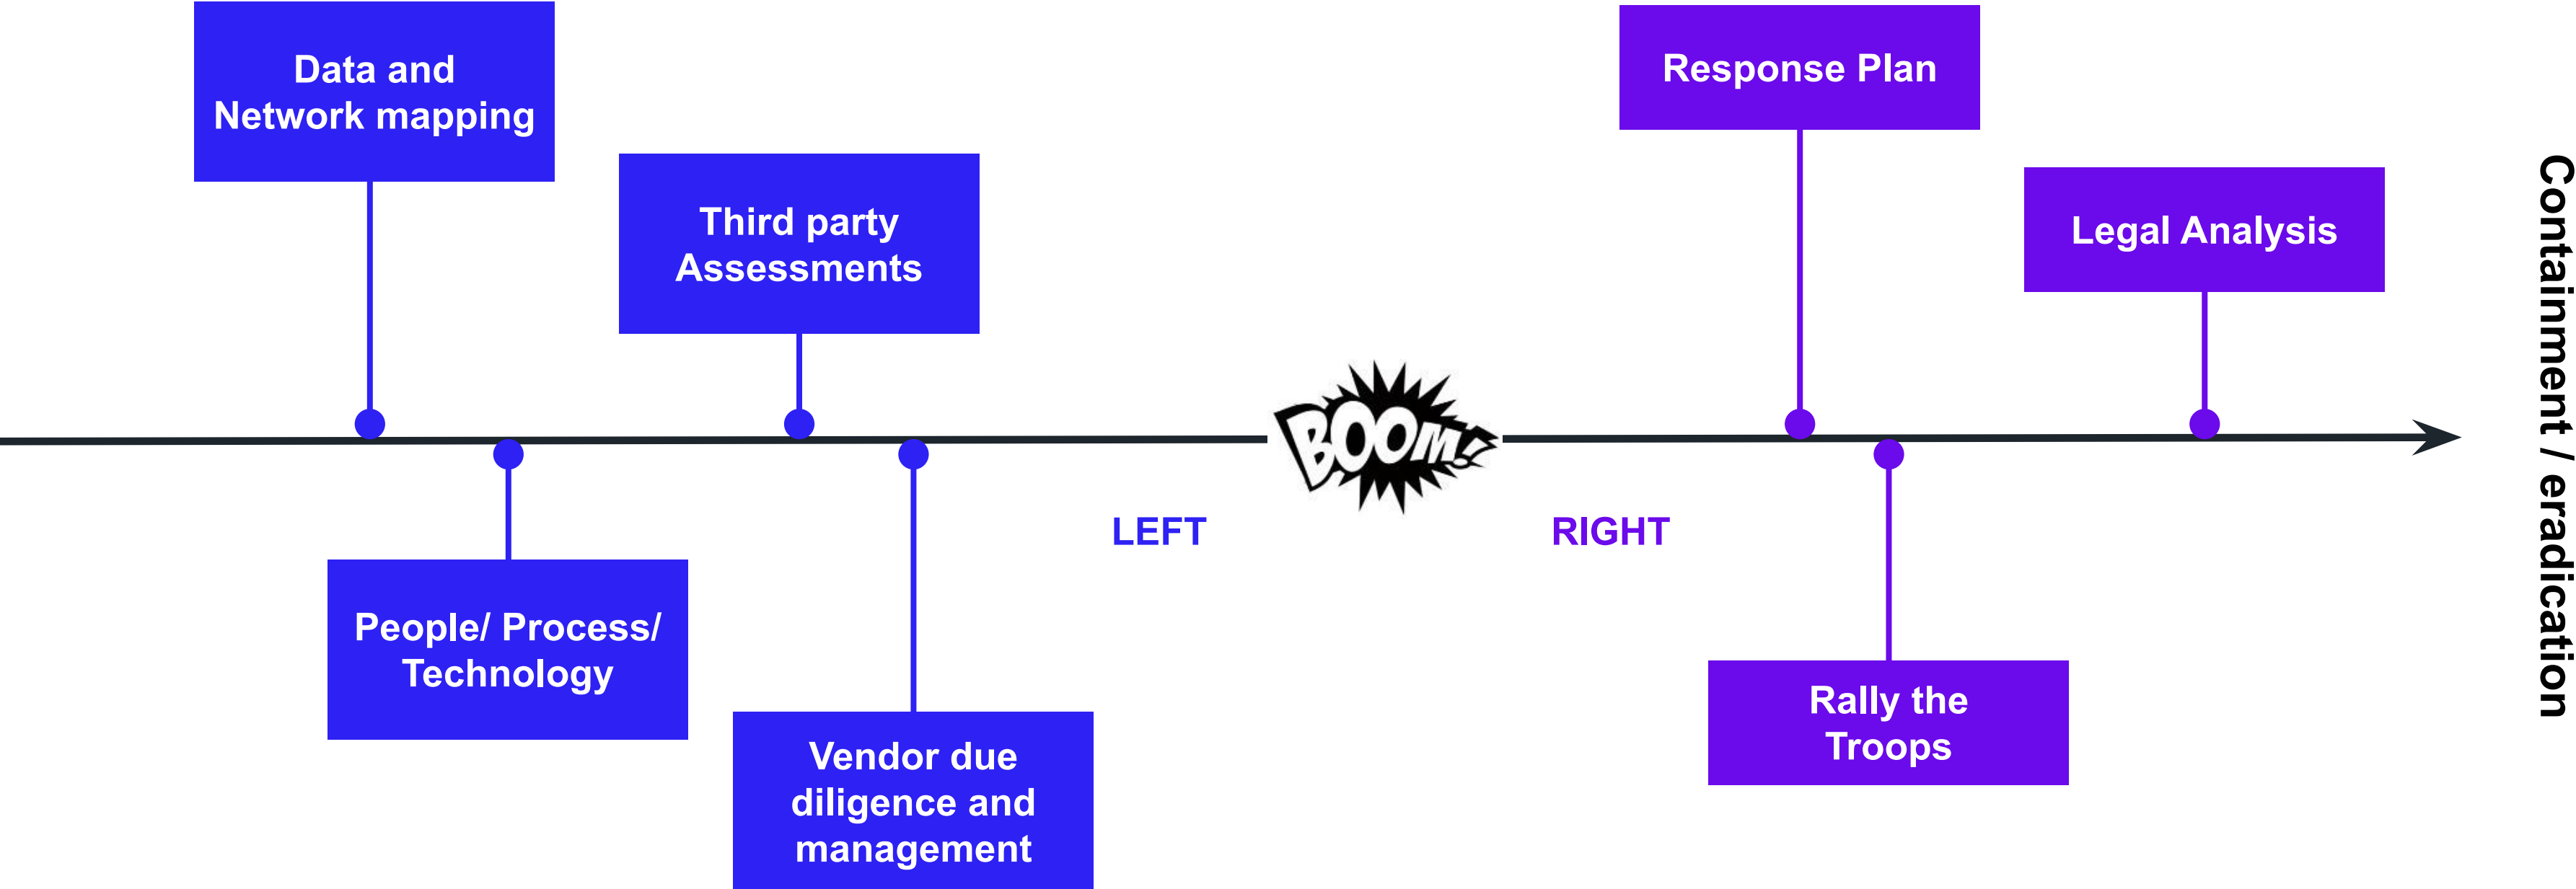 Data and
Network mapping
Third party
Assessments
People/ Process/
Technology
Vendor due
diligence and
management
LEFT
BOOM!
RIGHT
Response Plan
Rally the
Troops
Legal Analysis
Containment / eradication